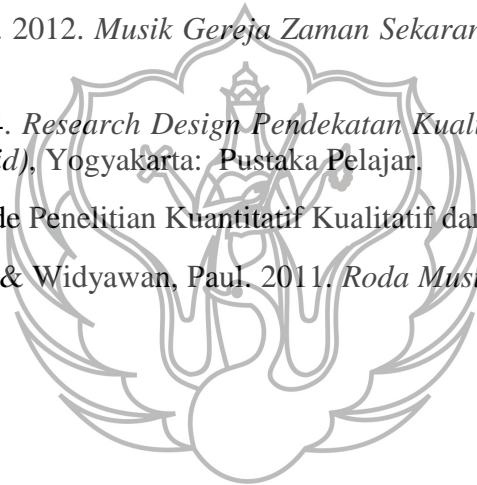 . 2012. Musik Gereja Zaman Sekaran
. Research Design Pendekatan Kuali
id), Yogyakarta: Pustaka Pelajar.
de Penelitian Kuantitatif Kualitatif dan
& Widyawan, Paul. 2011. Roda Musi